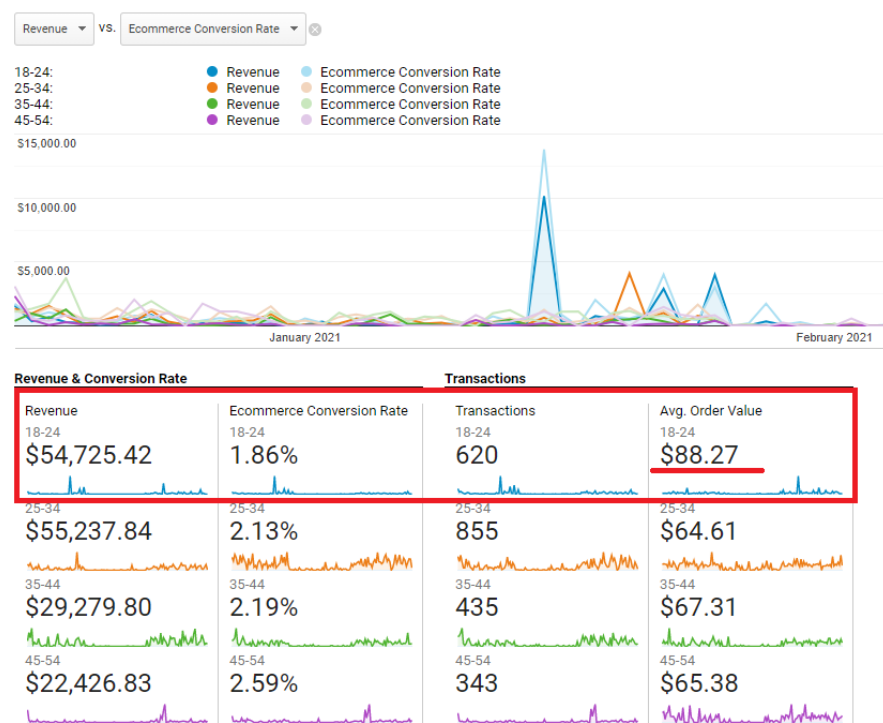 Revenue VS. Ecommerce Conversion Rate
18-24: Revenue Ecommerce Conversion Rate
25-34: Revenue Ecommerce Conversion Rate
35-44: Revenue Ecommerce Conversion Rate
45-54: Revenue Ecommerce Conversion Rate
$15,000.00
$10,000.00
$5,000.00
January 2021 February 2021
Revenue & Conversion Rate Transactions
Revenue Ecommerce Conversion Rate Transactions Avg. Order Value
18-24 18-24 18-24 18-24
$54,725.42 1.86% 620 $88.27
25-34 25-34 25-34 25-34
$55,237.84 2.13% 855 $64.61
35-44 35-44 35-44 35-44
$29,279.80 2.19% 435 $67.31
45-54 45-54 45-54 45-54
$22,426.83 2.59% 343 $65.38